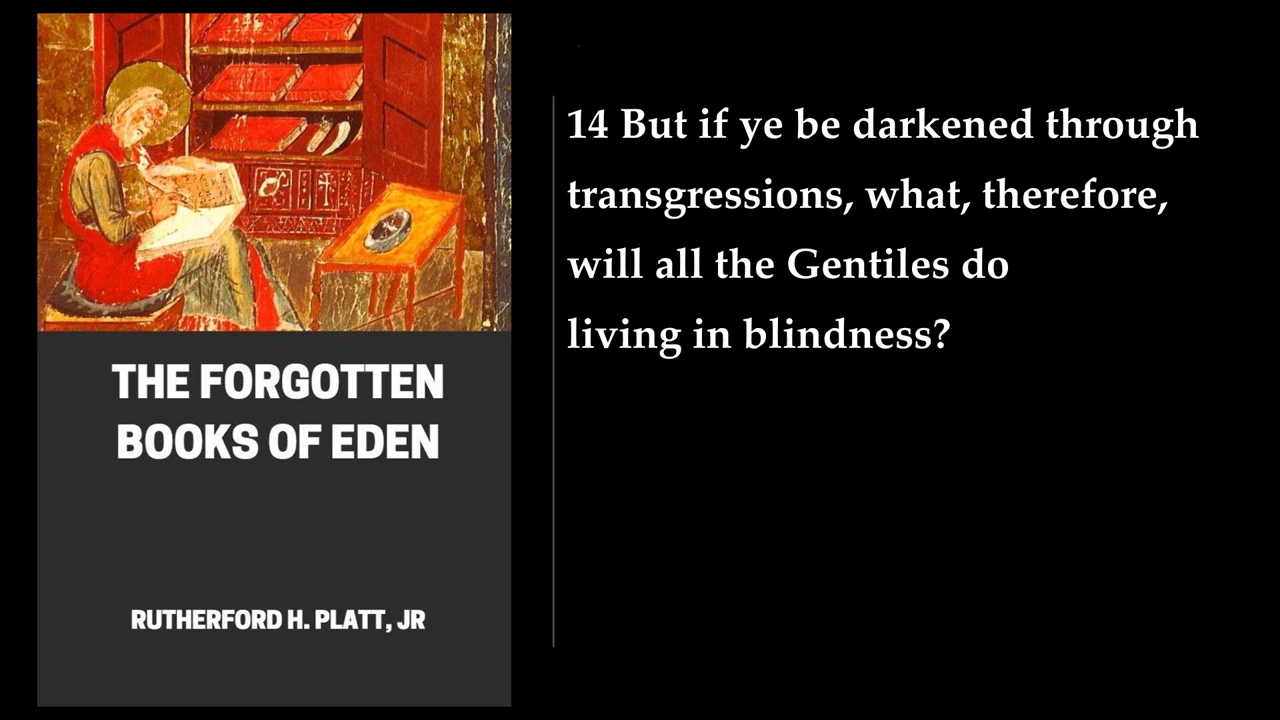 THE FORGOTTEN
BOOKS OF EDEN
RUTHERFORD H. PLATT, JR
14 But if ye be darkened through
transgressions, what, therefore,
will all the Gentiles do
living in blindness?